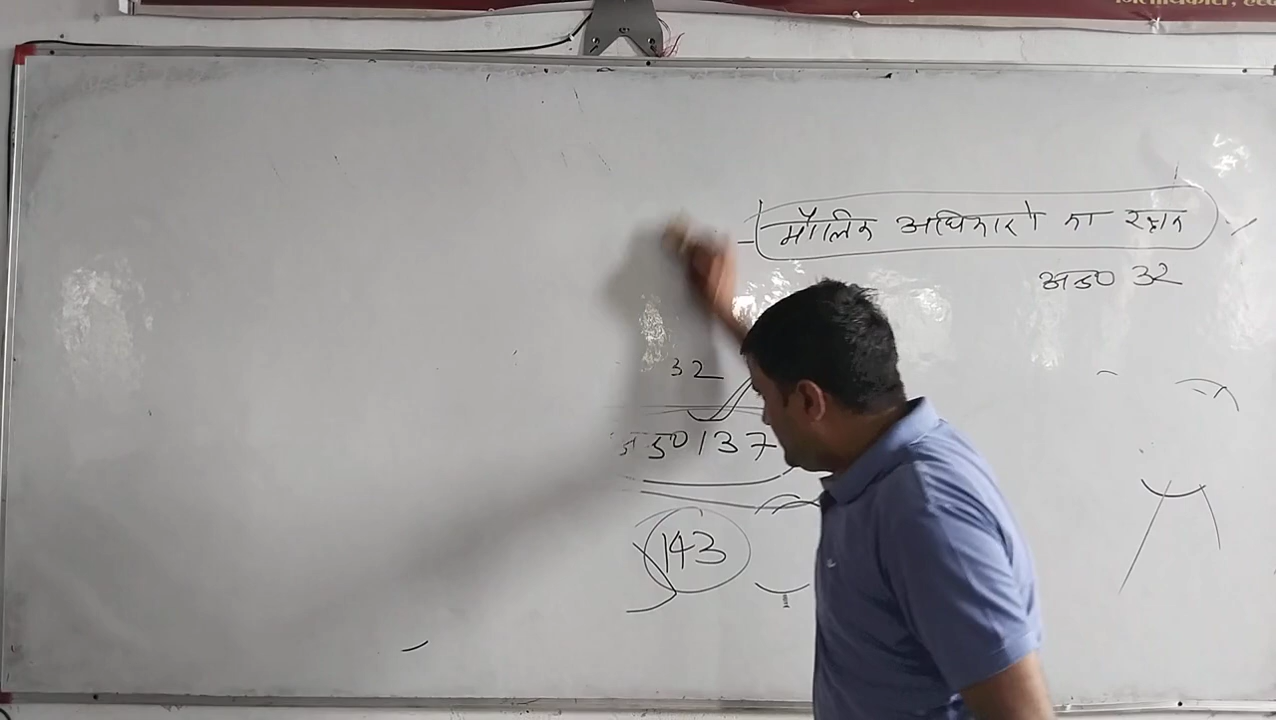 मौलिक अधिकारों का रक्षक
अनु० 32
32
अनु० 137
143